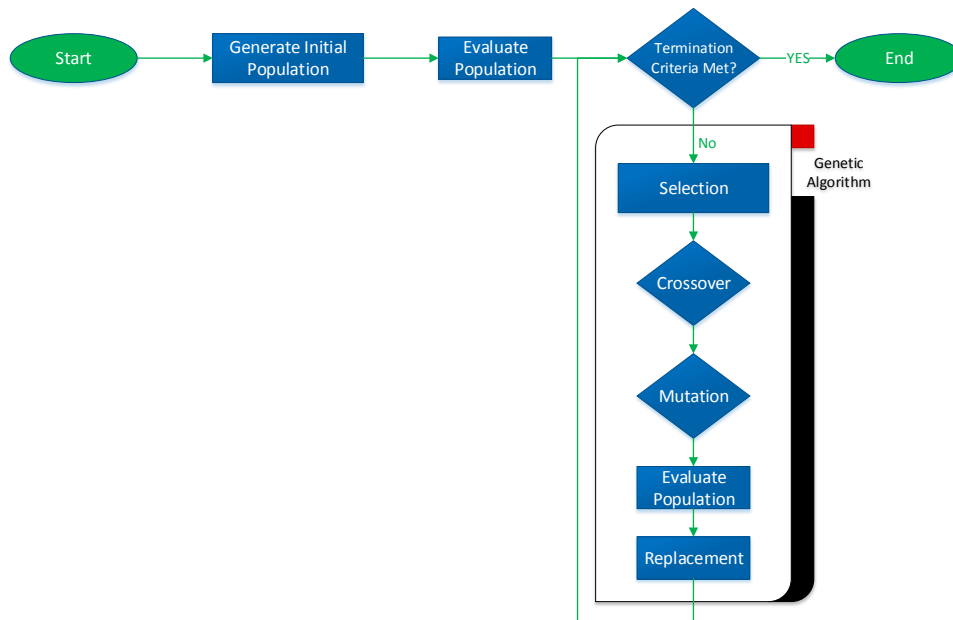 Start
Generate Initial
Population
Evaluate
Population
Termination
Criteria Met?
YES
End
No
Genetic
Algorithm
Selection
Crossover
Mutation
Evaluate
Population
Replacement